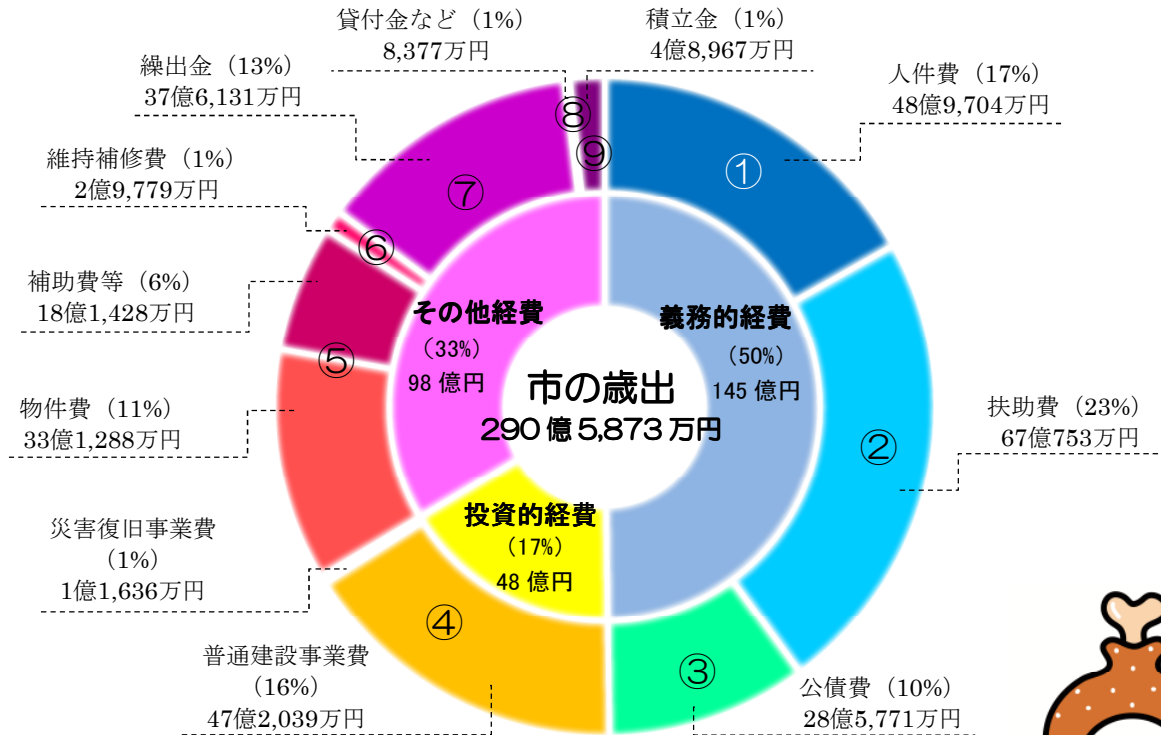 貸付金など（1%）
8,377万円
積立金（1%）
4億8,967万円
繰出金（13%）
37億6,131万円
人件費（17%）
48億9,704万円
維持補修費（1%）
2億9,779万円
補助費等（6%）
18億1,428万円
物件費（11%）
33億1,288万円
災害復旧事業費
（1%）
1億1,636万円
普通建設事業費
（16%）
47億2,039万円
公債費（10%）
28億5,771万円
扶助費（23%）
67億753万円
①
②
③
④
⑤
⑥
⑦
⑧
⑨
その他経費
（33%）
98 億円
義務的経費
（50%）
145 億円
投資的経費
（17%）
48 億円
市の歳出
290 億 5,873 万円